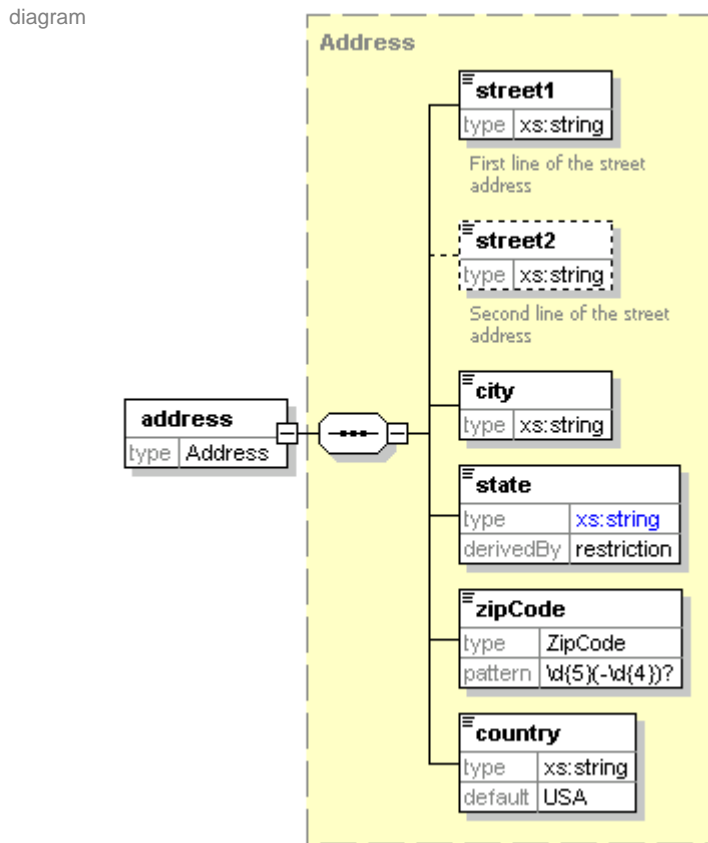 diagram
Address
street1
type xs:string
First line of the street
address
street2
type xs:string
Second line of the street
address
city
type xs:string
address
type Address
state
type xs:string
derivedBy restriction
zipCode
type ZipCode
pattern \d{5}(-\d{4})?
country
type xs:string
default USA